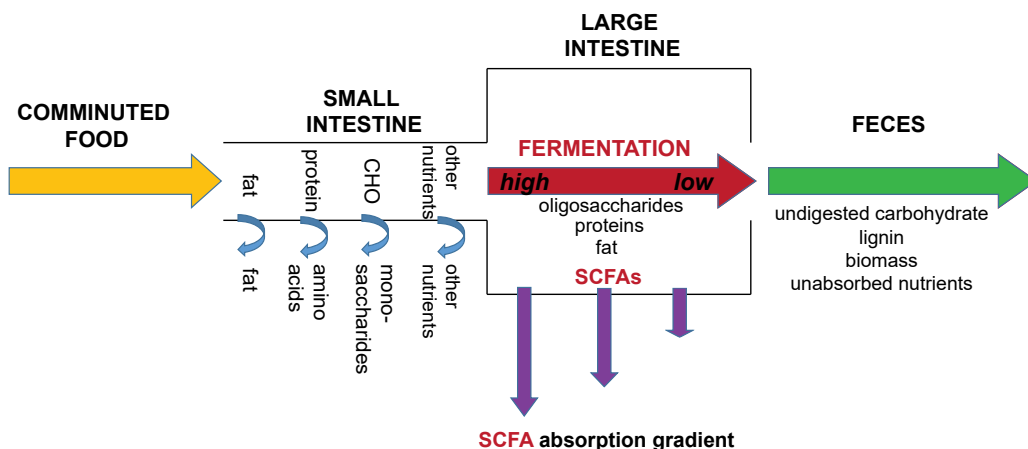 COMMINUTED
FOOD
SMALL
INTESTINE
LARGE
INTESTINE
FECES
fat
protein
CHO
other
nutrients
fat
amino
acids
mono-
saccharides
other
nutrients
FERMENTATION
high low
oligosaccharides
proteins
fat
SCFAs
SCFA absorption gradient
undigested carbohydrate
lignin
biomass
unabsorbed nutrients